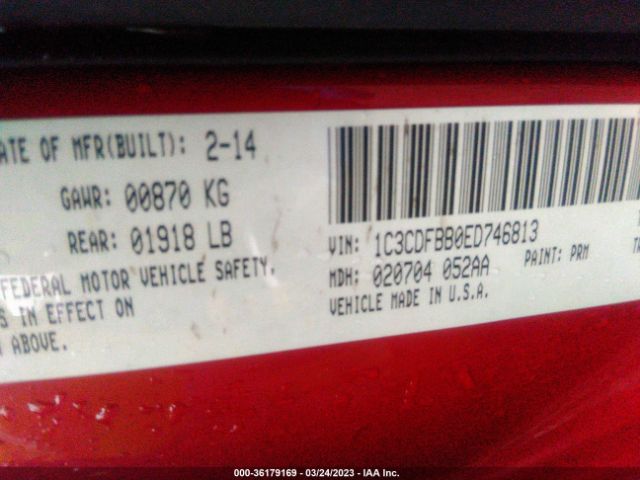 ATE OF MFR(BUILT): 2-14
GAWR: 00870 KG
REAR: 01918 LB
FEDERAL MOTOR VEHICLE SAFETY.
S IN EFFECT ON
ABOVE.
VIN: 1C3CDFBB0ED746813
MDH: 020704 052AA
PAINT: PRM
VEHICLE MADE IN U.S.A.
000-36179169 - 03/24/2023 - IAA Inc.